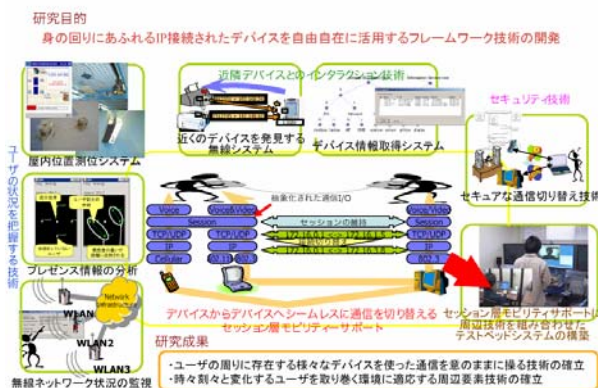 研究目的
身の回りにあふれるIP接続されたデバイスを自由自在に活用するフレームワーク技術の開発
近隣デバイスとのインタラクション技術
セキュリティ技術
屋内位置測位システム
近くのデバイスを発見する
無線システム
デバイス情報取得システム
セキュアな通信切り替え技術
ユーザの状況を把握する技術
抽象化された通信I/O
Voice
Voice&Video
Voice/Video
Session
セッションの維持
Session
TCP/UDP
TCP/UDP
TCP/UDP
IP
IP
IP
Cellular
802.11
802.3
プレゼンス情報の分析
Network
Infrastructure
WLAN
WLAN2
WLAN3
無線ネットワーク状況の監視
デバイスからデバイスへシームレスに通信を切り替える
セッション層モビリティーサポート
セッション層モビリティサポートに
周辺技術を組み合わせた
テストベッドシステムの構築
研究成果
・ユーザの周りに存在する様々なデバイスを使った通信を意のままに操る技術の確立
・時々刻々と変化するユーザを取り巻く環境に適応する周辺要素技術の確立